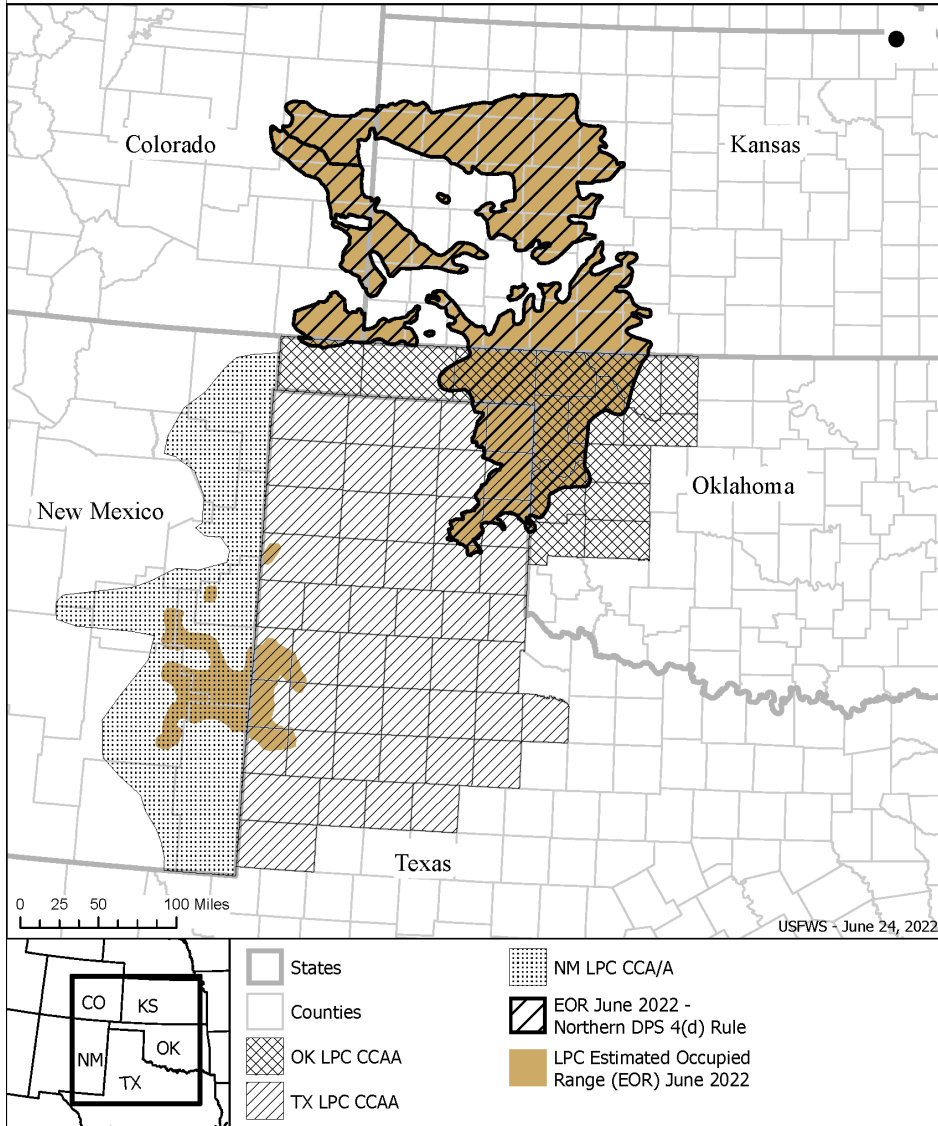 Colorado
Kansas
New Mexico
Oklahoma
Texas
0 25 50 100 Miles
USFWS - June 24, 2022
CO
KS
NM
OK
TX
States
Counties
OK LPC CCAA
TX LPC CCAA
NM LPC CCA/A
EOR June 2022 -
Northern DPS 4(d) Rule
LPC Estimated Occupied
Range (EOR) June 2022